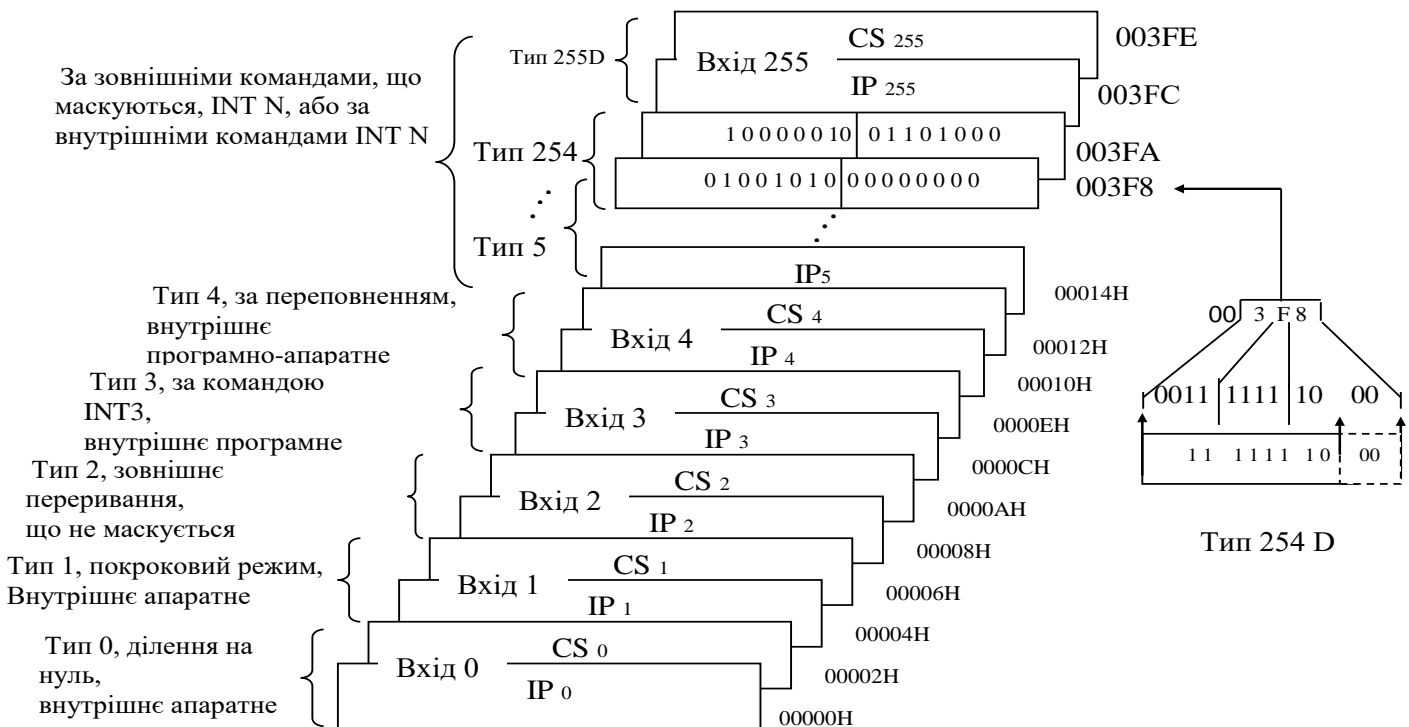 003FE
CS 255
Тип 255D
Вхід 255
IP 255
003FC
За зовнішніми командами, що
маскуються, INT N, або за
внутрішніми командами INT N
1 0 0 0 0 0 10 0 1 1 0 1 0 0 0
003FA
Тип 254
0 1 0 0 1 0 1 0 0 0 0 0 0 0 0 0
003F8
Тип 5
IP5
00014H
Тип 4, за переповненням,
внутрішнє
програмно-апаратне
CS 4
Вхід 4
IP 4
00012H
00010H
Тип 3, за командою
INT3,
внутрішнє програмне
CS 3
Вхід 3
IP 3
0000EH
0000CH
Тип 2, зовнішнє
переривання,
що не маскується
CS 2
Вхід 2
IP 2
0000AH
00008H
Тип 1, покроковий режим,
Внутрішнє апаратне
CS 1
Вхід 1
IP 1
00006H
00004H
Тип 0, ділення на
нуль,
внутрішнє апаратне
CS 0
Вхід 0
IP 0
00002H
00000H
00 3 F 8
0011 1111 10 00
1 1 1 1 1 1 1 0 00
Тип 254 D